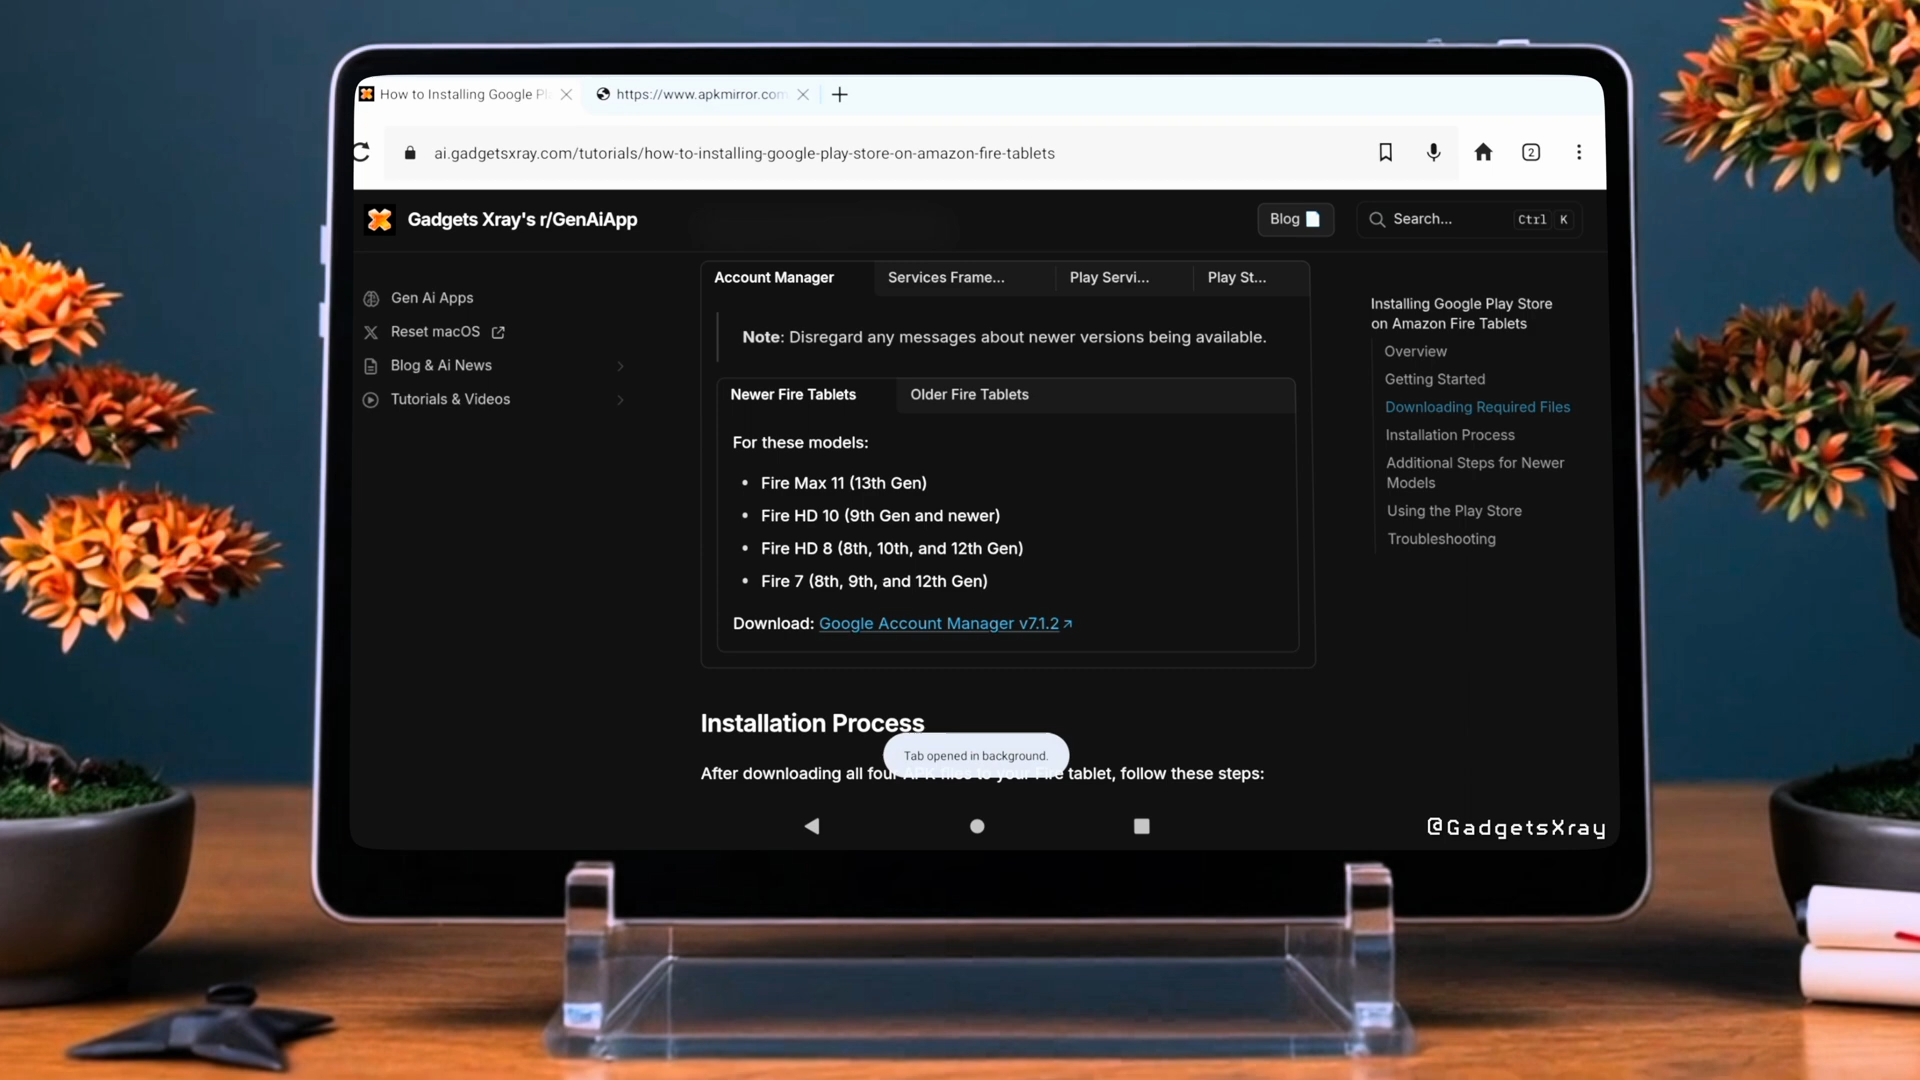 How to Installing Google Pl
https://www.apkmirror.com
ai.gadgetsxray.com/tutorials/how-to-installing-google-play-store-on-amazon-fire-tablets
2
Gadgets Xray's r/GenAiApp
Blog
Search...
Ctrl K
Gen Ai Apps
Reset macOS
Blog & Ai News
Tutorials & Videos
Account Manager
Services Frame...
Play Servi...
Play St...
Note: Disregard any messages about newer versions being available.
Newer Fire Tablets
Older Fire Tablets
For these models:
• Fire Max 11 (13th Gen)
• Fire HD 10 (9th Gen and newer)
• Fire HD 8 (8th, 10th, and 12th Gen)
• Fire 7 (8th, 9th, and 12th Gen)
Download: Google Account Manager v7.1.2
Installation Process
Tab opened in background.
After downloading all four APK files to your Fire tablet, follow these steps:
Installing Google Play Store
on Amazon Fire Tablets
Overview
Getting Started
Downloading Required Files
Installation Process
Additional Steps for Newer
Models
Using the Play Store
Troubleshooting
@GadgetsXray